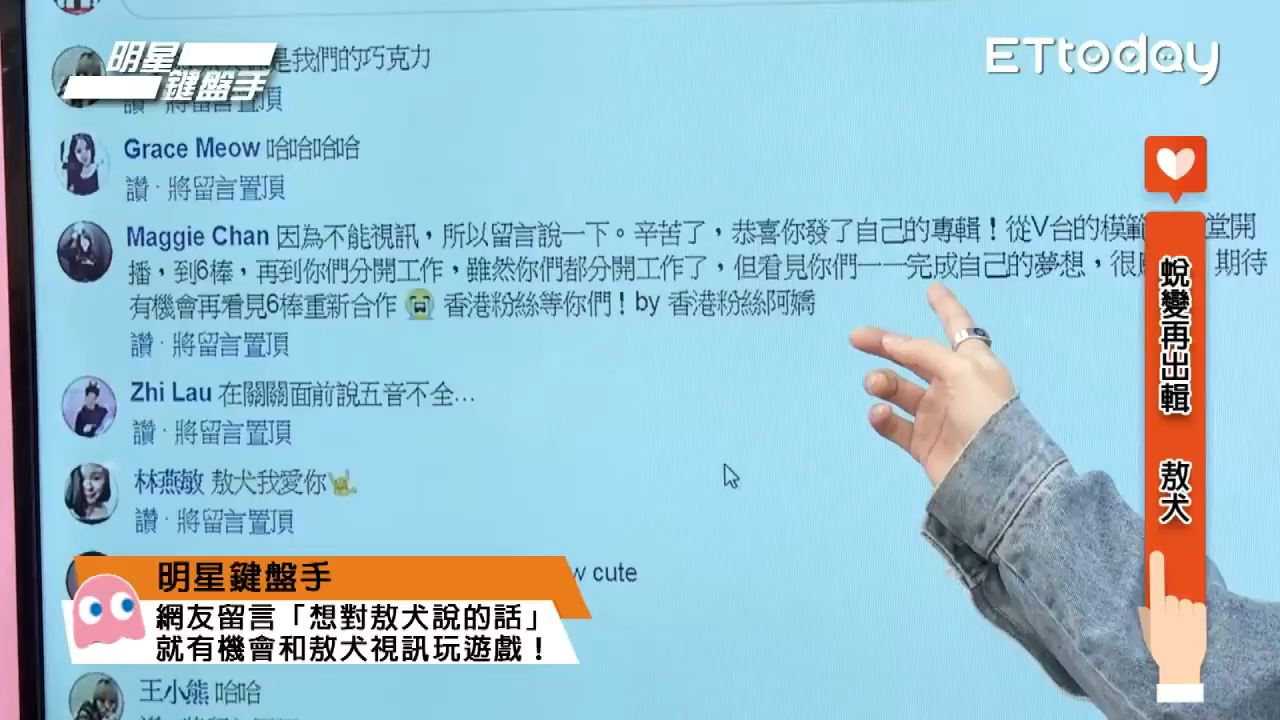 明星
鍵盤手
是我們的巧克力
讚 將留言置頂
ETtoday
Grace Meow 哈哈哈哈
讚 · 將留言置頂
Maggie Chan 因為不能視訊，所以留言說一下。辛苦了，恭喜你發了自己的專輯！從V台的模範 堂開
播，到6棒，再到你們分開工作，雖然你們都分開工作了，但看見你們一一完成自己的夢想，很 期待
有機會再看見6棒重新合作 😭 香港粉絲等你們！by 香港粉絲阿嬌
讚 · 將留言置頂
Zhi Lau 在關關面前說五音不全...
讚 · 將留言置頂
林燕敏 敖犬我愛你🤟
讚 · 將留言置頂
cute
明星鍵盤手
網友留言「想對敖犬說的話」
就有機會和敖犬視訊玩遊戲！
王小熊 哈哈
蛻變再出輯 敖犬